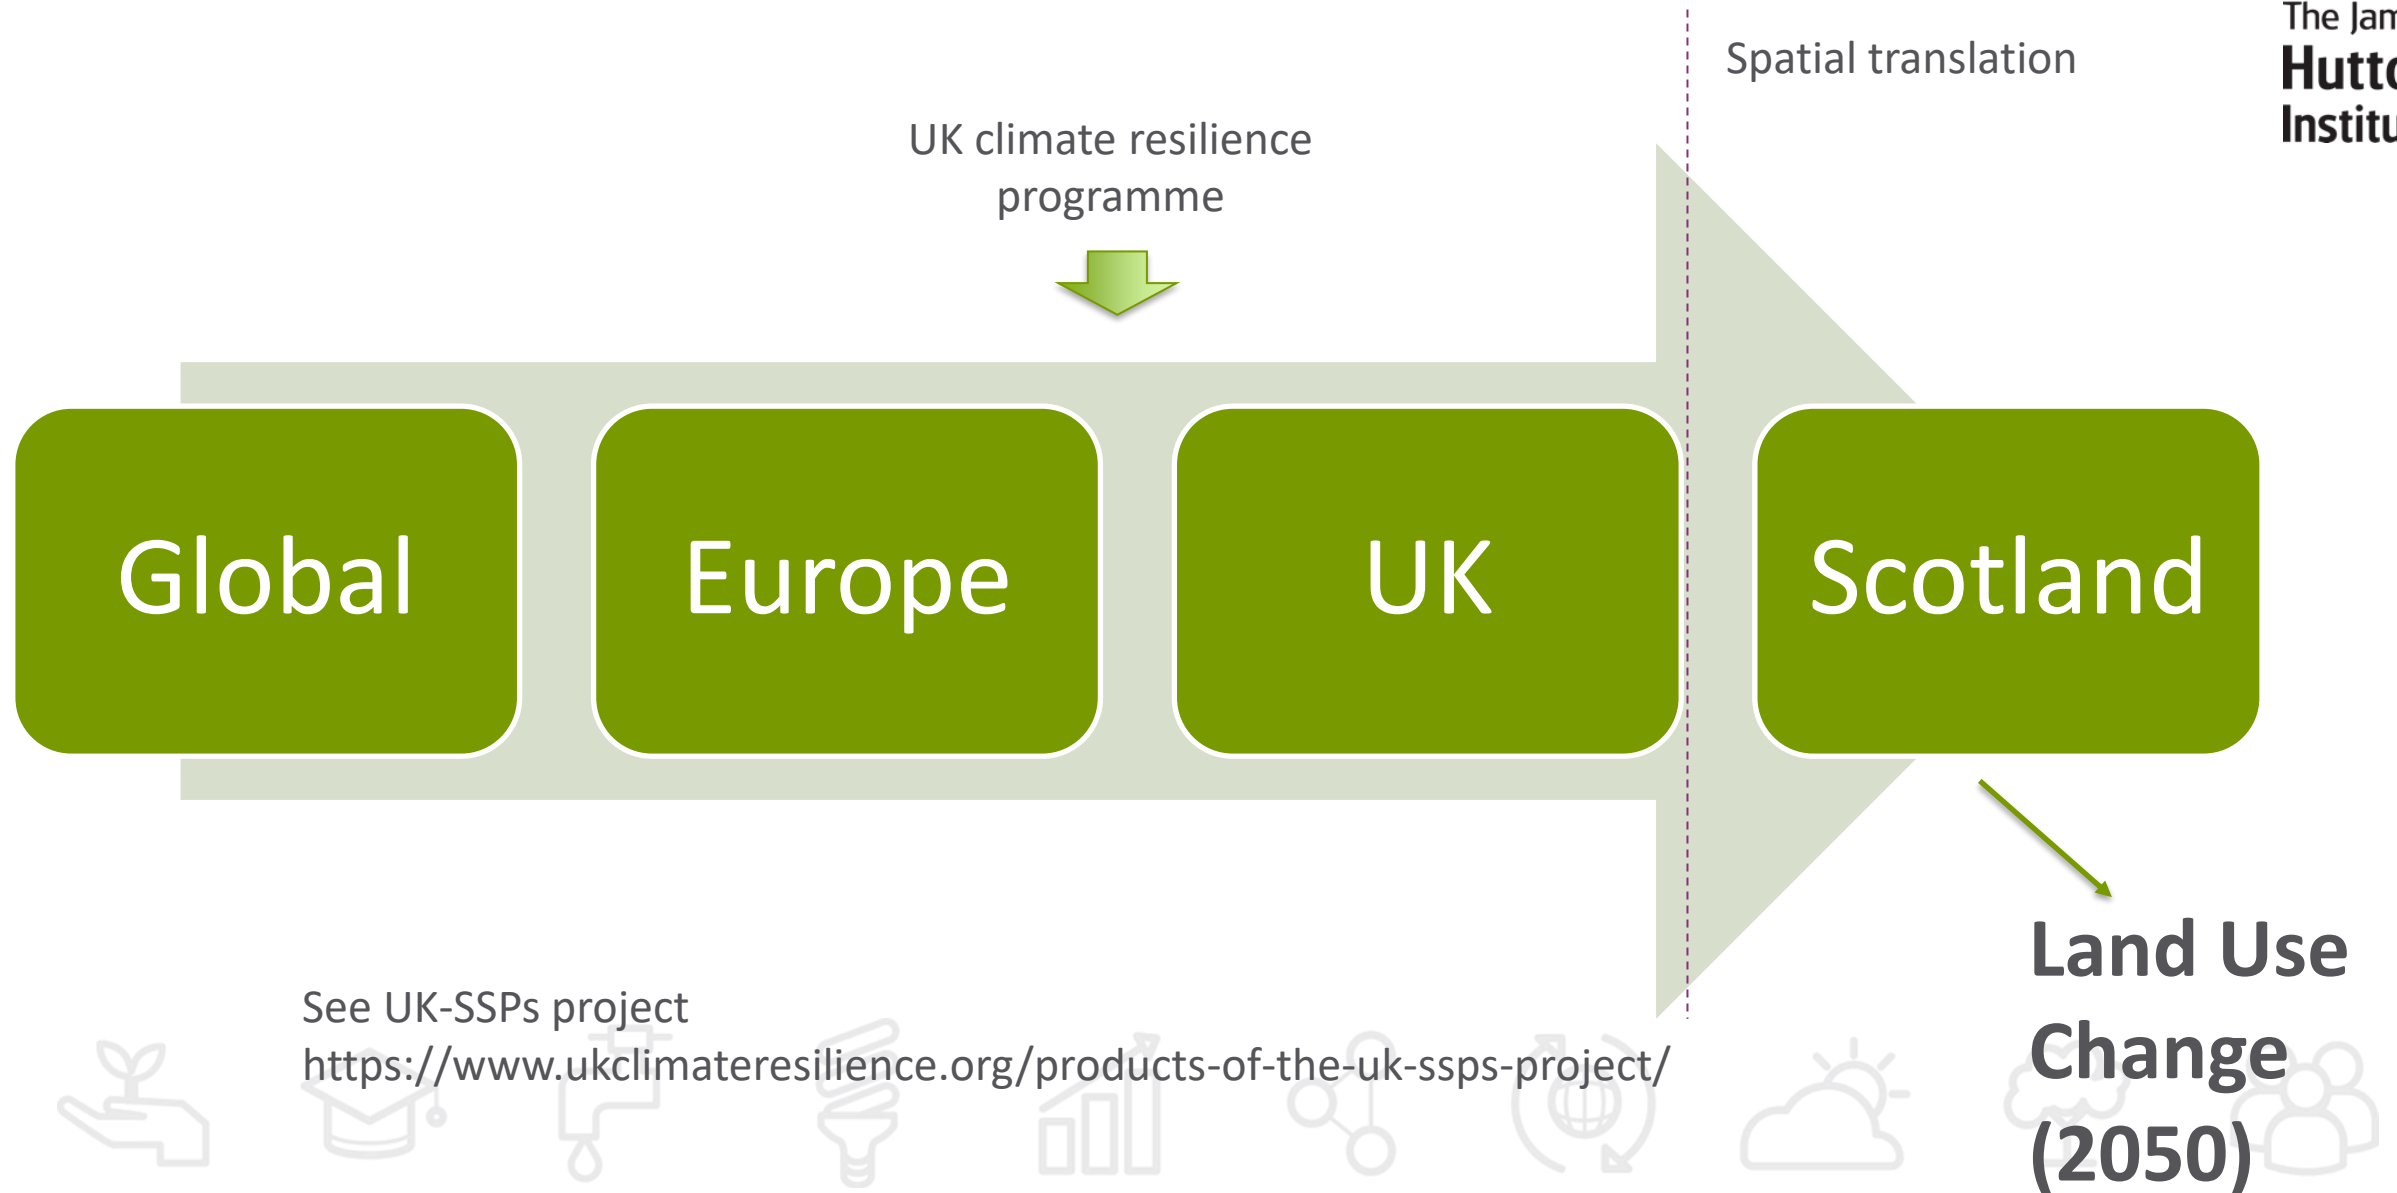 Spatial translation
The
UK climate resilience
programme
Global
Europe
UK
Scotland
Land Use
Change
(2050)
See UK-SSPs project
https://www.ukclimateresilience.org/products-of-the-uk-ssps-project/